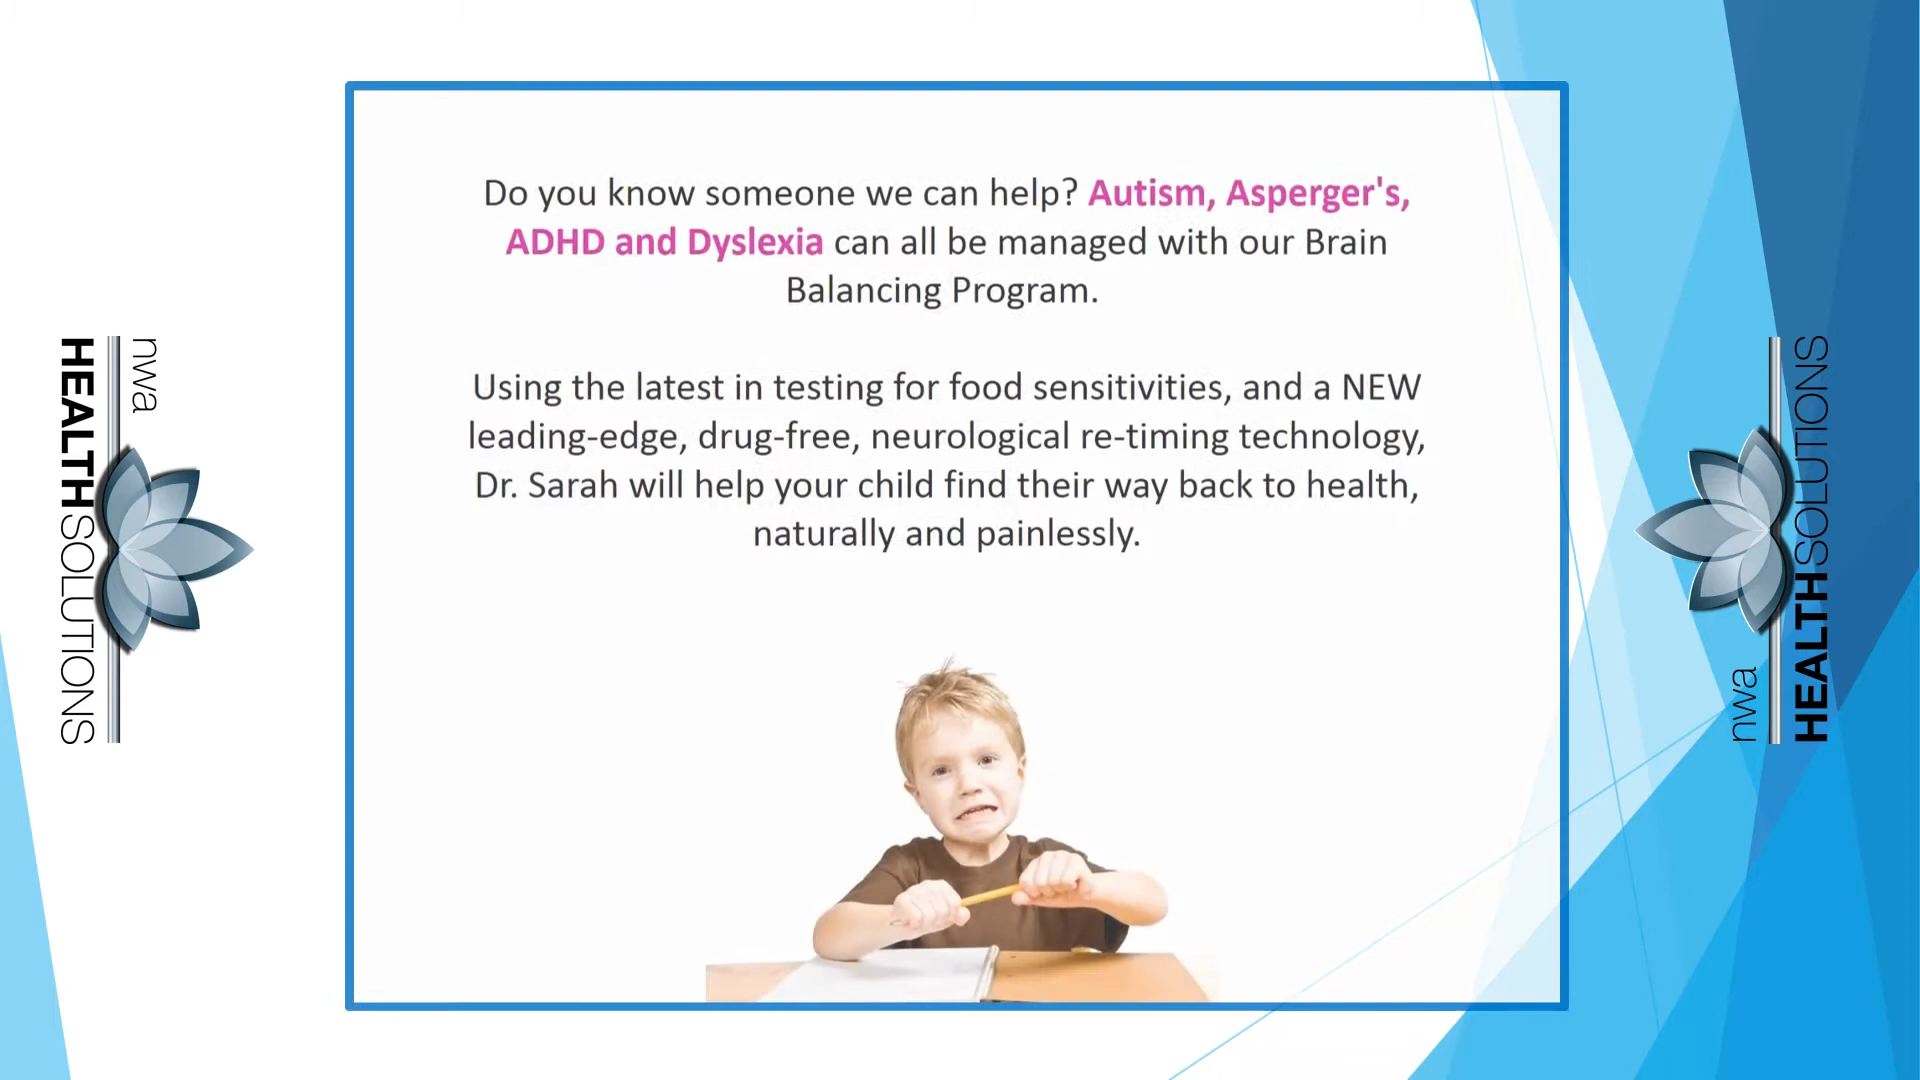 Do you know someone we can help? Autism, Asperger's,
ADHD and Dyslexia can all be managed with our Brain
Balancing Program.
Using the latest in testing for food sensitivities, and a NEW
leading-edge, drug-free, neurological re-timing technology,
Dr. Sarah will help your child find their way back to health,
naturally and painlessly.
nwa
HEALTHSOLUTIONS
nwa
HEALTHSOLUTIONS